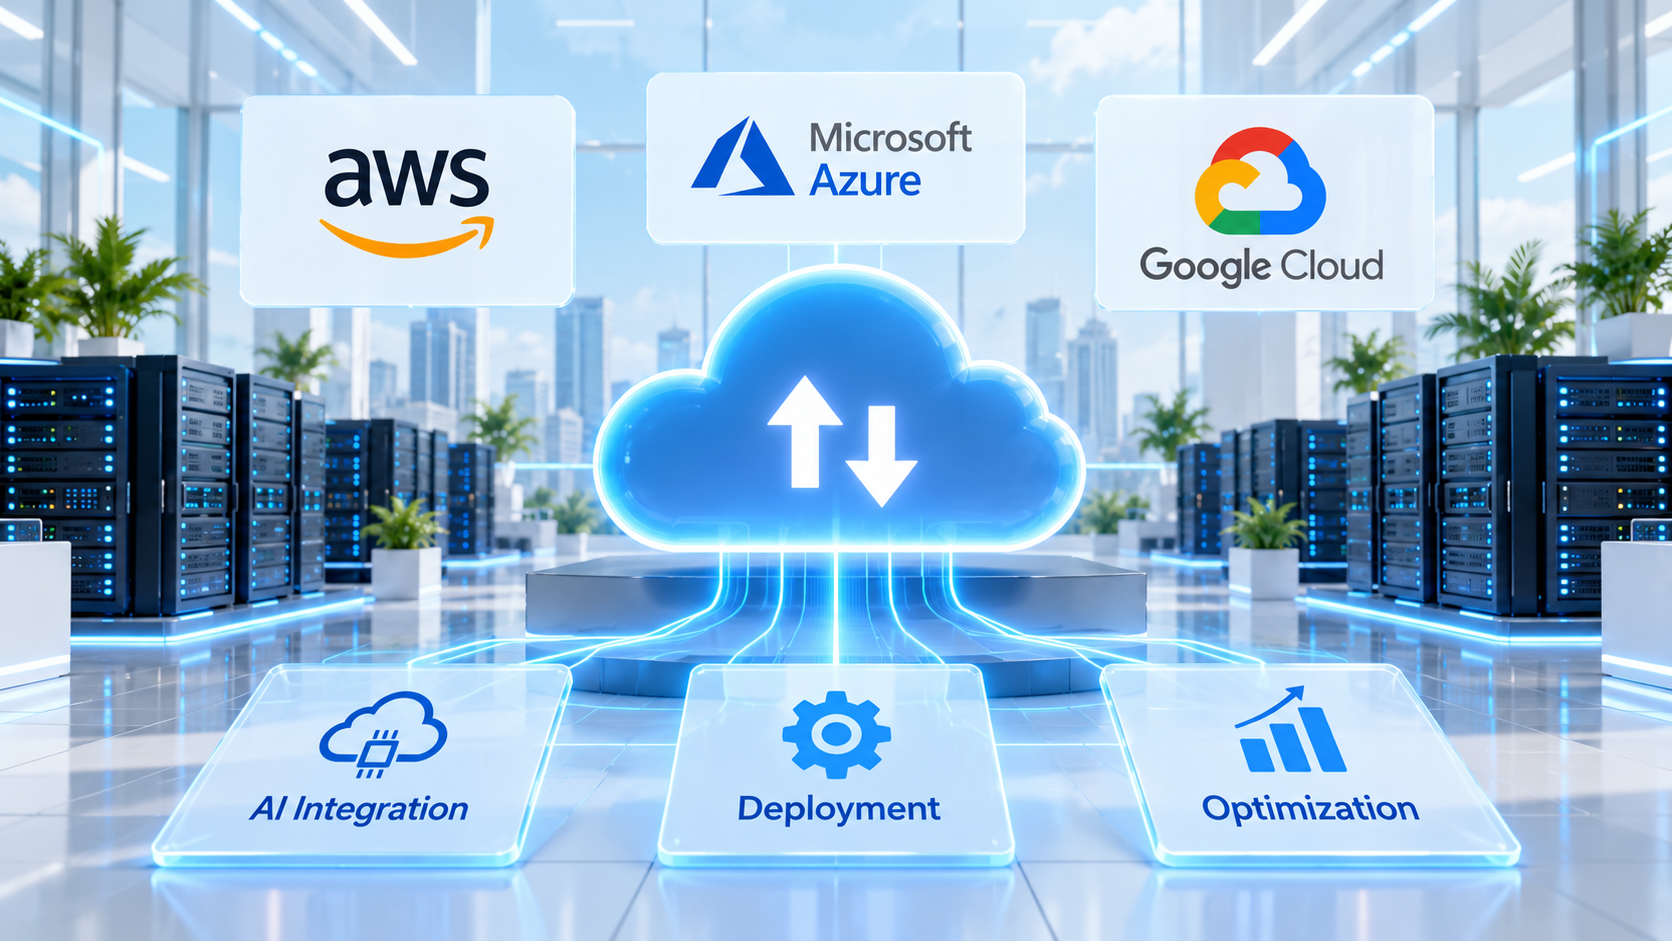 aws
Microsoft
Azure
Google Cloud
AI Integration
Deployment
Optimization